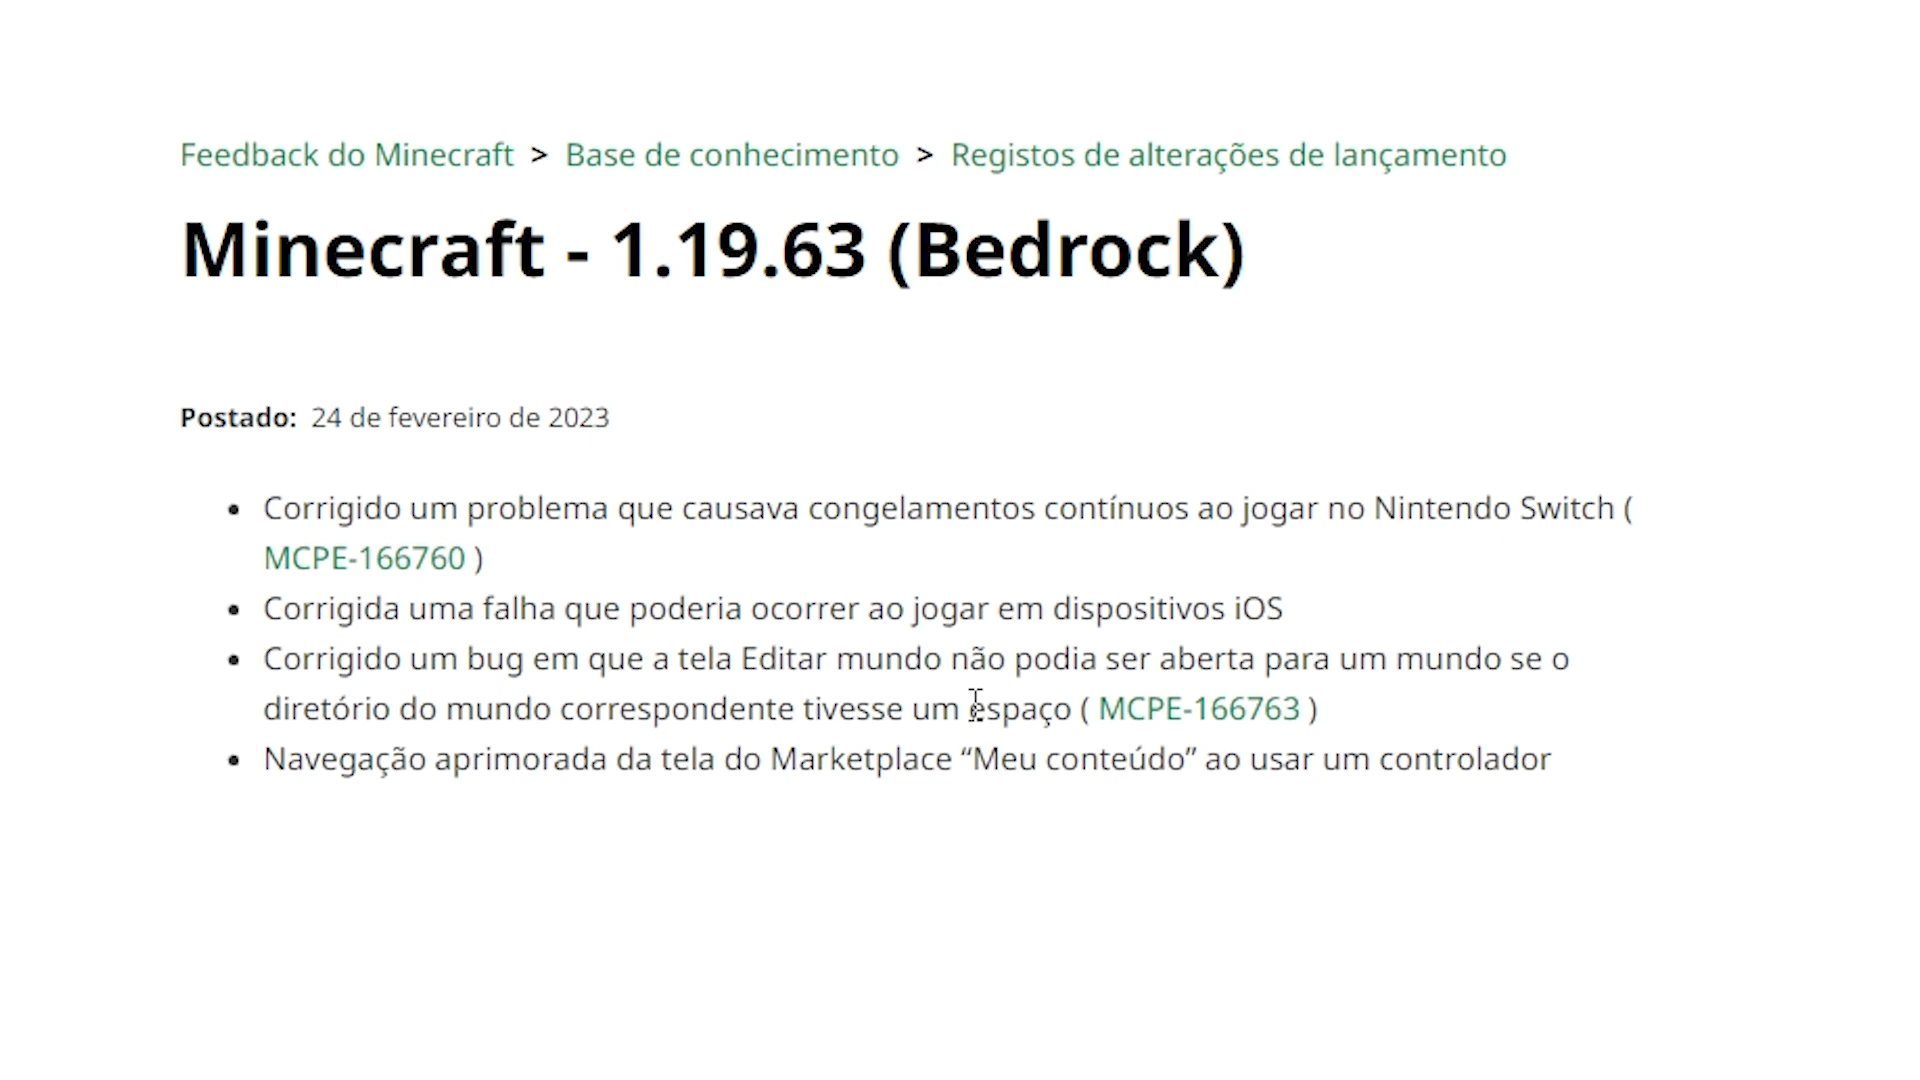 Feedback do Minecraft > Base de conhecimento > Registos de alterações de lançamento
Minecraft - 1.19.63 (Bedrock)
Postado: 24 de fevereiro de 2023
• Corrigido um problema que causava congelamentos contínuos ao jogar no Nintendo Switch (
MCPE-166760 )
• Corrigida uma falha que poderia ocorrer ao jogar em dispositivos iOS
• Corrigido um bug em que a tela Editar mundo não podia ser aberta para um mundo se o
diretório do mundo correspondente tivesse um espaço ( MCPE-166763 )
• Navegação aprimorada da tela do Marketplace “Meu conteúdo” ao usar um controlador